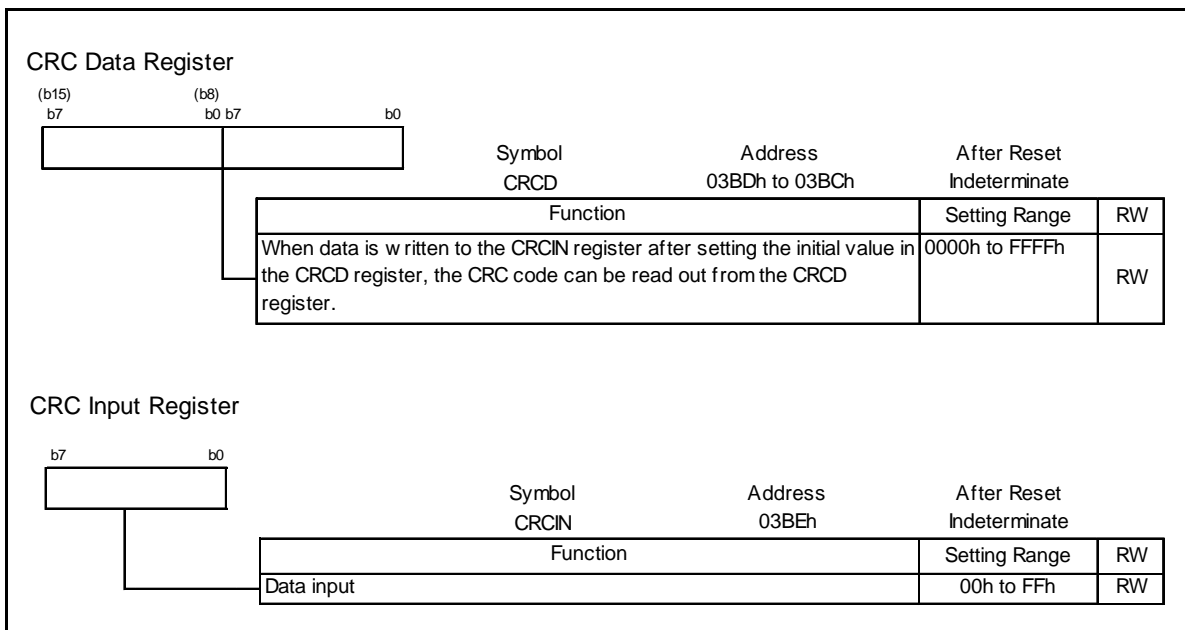 CRC Data Register
(b15) (b8)
b7 b0 b7 b0
Symbol Address After Reset
CRCD 03BDh to 03BCh Indeterminate
Function Setting Range RW
When data is written to the CRCIN register after setting the initial value in 0000h to FFFFh
the CRCD register, the CRC code can be read out from the CRCD RW
register.
CRC Input Register
b7 b0
Symbol Address After Reset
CRCIN 03BEh Indeterminate
Function Setting Range RW
Data input 00h to FFh RW